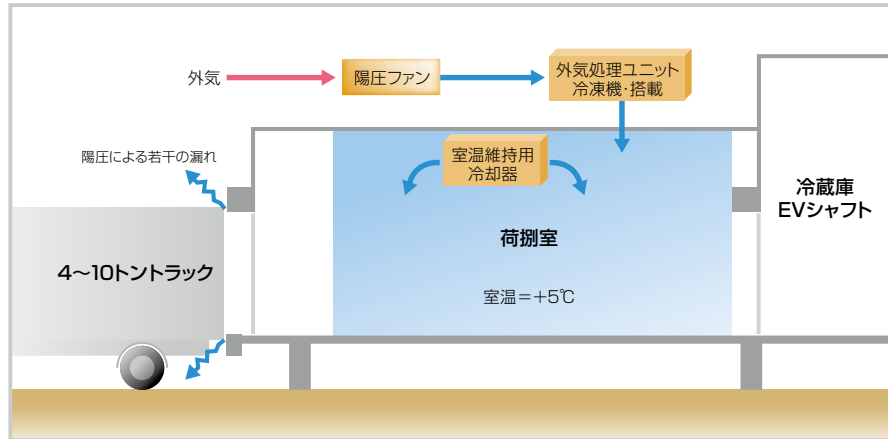 外気
陽圧ファン
外気処理ユニット
冷凍機・搭載
陽圧による若干の漏れ
室温維持用
冷却器
冷蔵庫
EVシャフト
荷捌室
4〜10トントラック
室温=+5℃